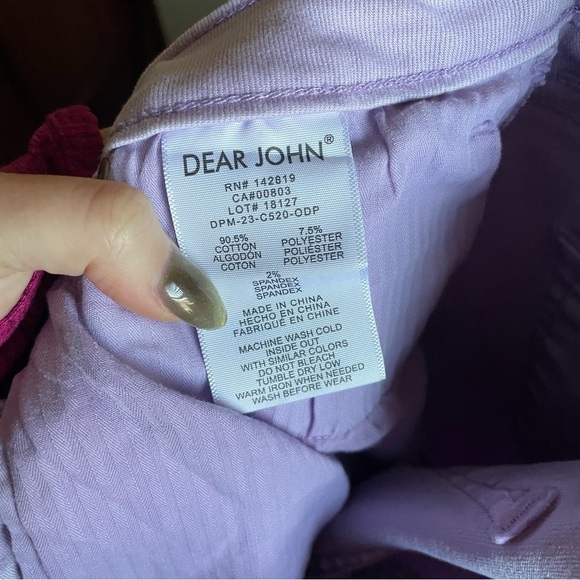 DEAR JOHN®
RN# 142819
CA#00803
LOT# 18127
DPM-23-C520-ODP
90.5% 7.5%
COTTON POLYESTER
ALGODÓN POLIÉSTER
COTON POLYESTER
2%
SPANDEX
SPANDEX
SPANDEX
MADE IN CHINA
HECHO EN CHINA
FABRIQUÉ EN CHINE
MACHINE WASH COLD
INSIDE OUT
WITH SIMILAR COLORS
DO NOT BLEACH
TUMBLE DRY LOW
WARM IRON WHEN NEEDED
WASH BEFORE WEAR